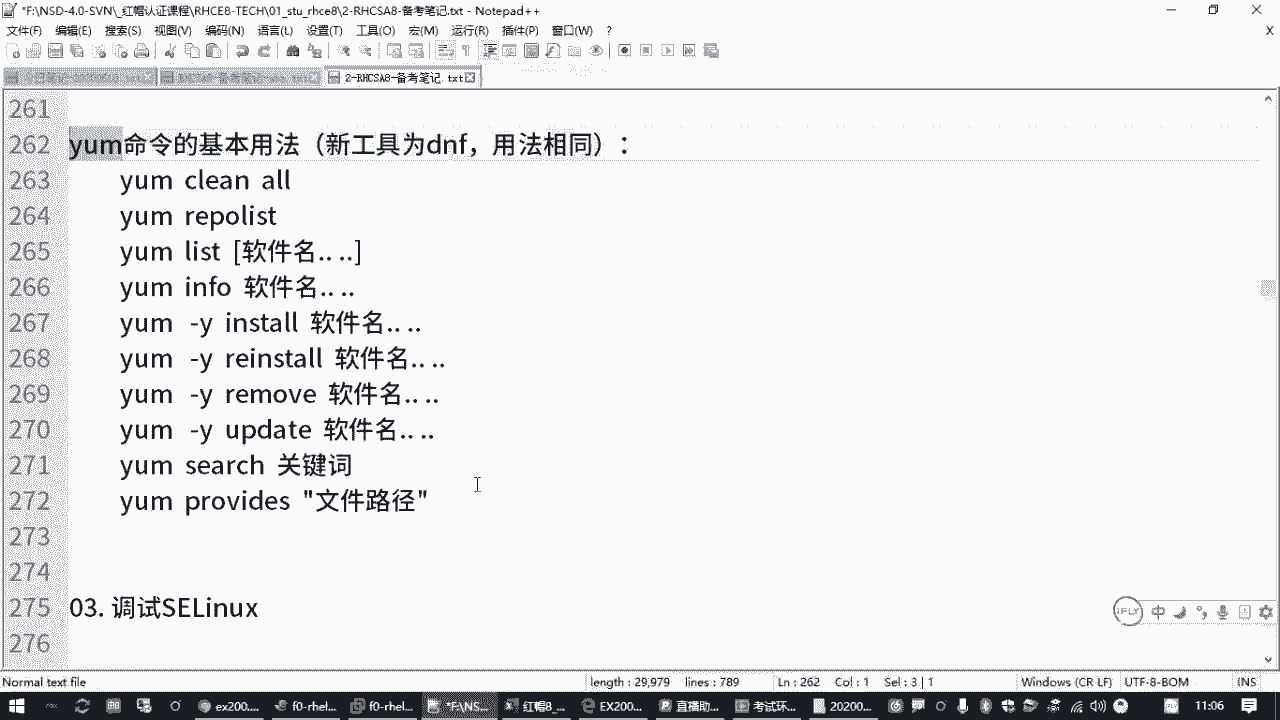 *F:\NSD-4.0-SVN\_红帽认证课程\RHCE8-TECH\01_stu_rhce8\2-RHCSA8-备考笔记.txt - Notepad++
文件(F) 编辑(E) 搜索(S) 视图(V) 编码(N) 语言(L) 设置(T) 工具(O) 宏(M) 运行(R) 插件(P) 窗口(W) ? X
2-RHCSA8-备考笔记.txt
261
262 yum命令的基本用法（新工具为dnf，用法相同）：
263 yum clean all
264 yum repolist
265 yum list [软件名.. ..]
266 yum info 软件名.. ..
267 yum -y install 软件名.. ..
268 yum -y reinstall 软件名.. ..
269 yum -y remove 软件名.. ..
270 yum -y update 软件名.. ..
271 yum search 关键词
272 yum provides "文件路径"
273
274
275 03. 调试SELinux
276
iFLY 中
Normal text file length : 29,979 lines : 789 Ln : 262 Col : 1 Sel : 3 | 1 Windows (CR LF) UTF-8-BOM INS
ex200... f0-rhel... f0-rhel... *F:\NS... 红帽8_... EX200... 直播助... 考试环... 20200... 11:06